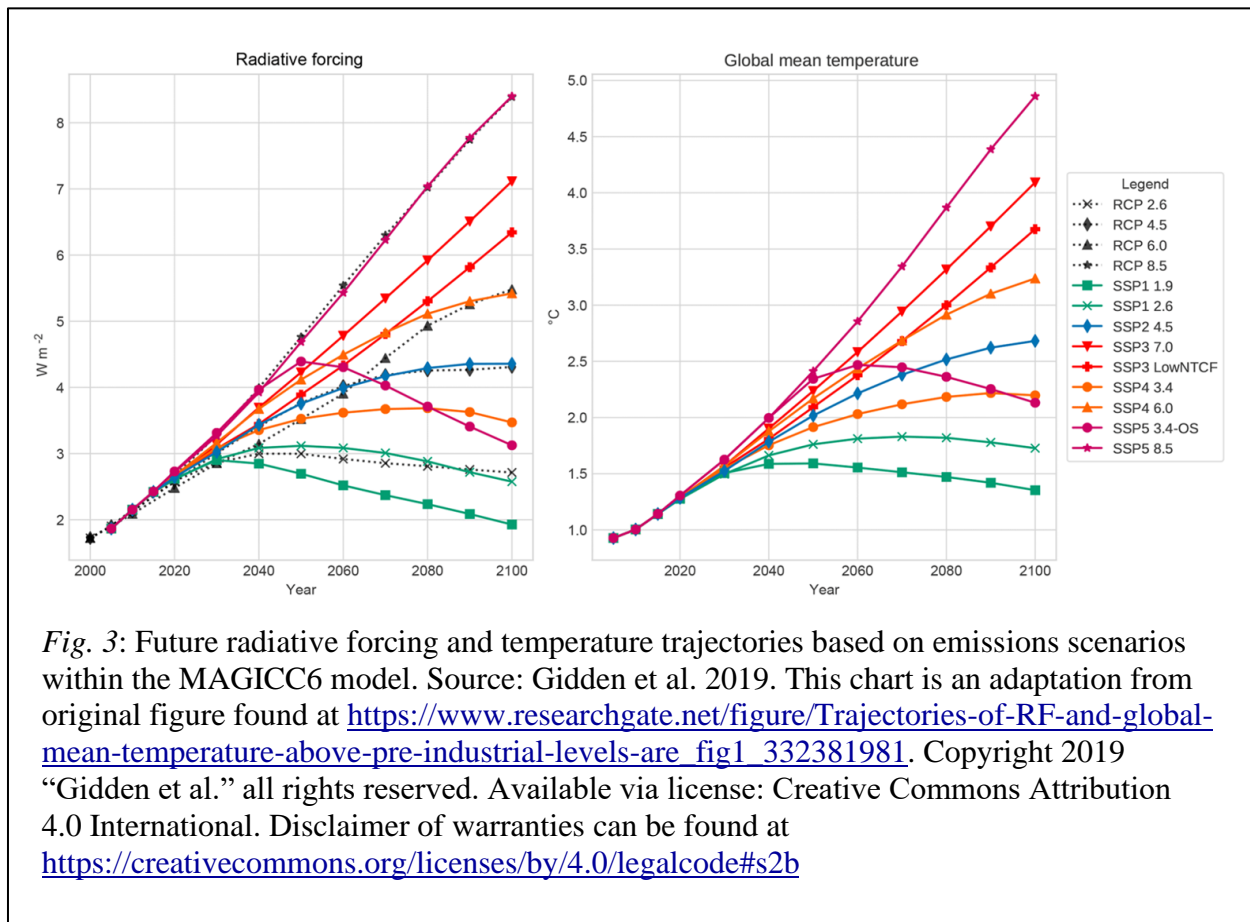 Radiative forcing
Global mean temperature
W m -2
8
7
6
5
4
3
2
2000 2020 2040 2060 2080 2100
Year
°C
5.0
4.5
4.0
3.5
3.0
2.5
2.0
1.5
1.0
2020 2040 2060 2080 2100
Year
Legend
RCP 2.6
RCP 4.5
RCP 6.0
RCP 8.5
SSP1 1.9
SSP1 2.6
SSP2 4.5
SSP3 7.0
SSP3 LowNTCF
SSP4 3.4
SSP4 6.0
SSP5 3.4-OS
SSP5 8.5
Fig. 3: Future radiative forcing and temperature trajectories based on emissions scenarios
within the MAGICC6 model. Source: Gidden et al. 2019. This chart is an adaptation from
original figure found at https://www.researchgate.net/figure/Trajectories-of-RF-and-global-
mean-temperature-above-pre-industrial-levels-are_fig1_332381981. Copyright 2019
“Gidden et al.” all rights reserved. Available via license: Creative Commons Attribution
4.0 International. Disclaimer of warranties can be found at
https://creativecommons.org/licenses/by/4.0/legalcode#s2b